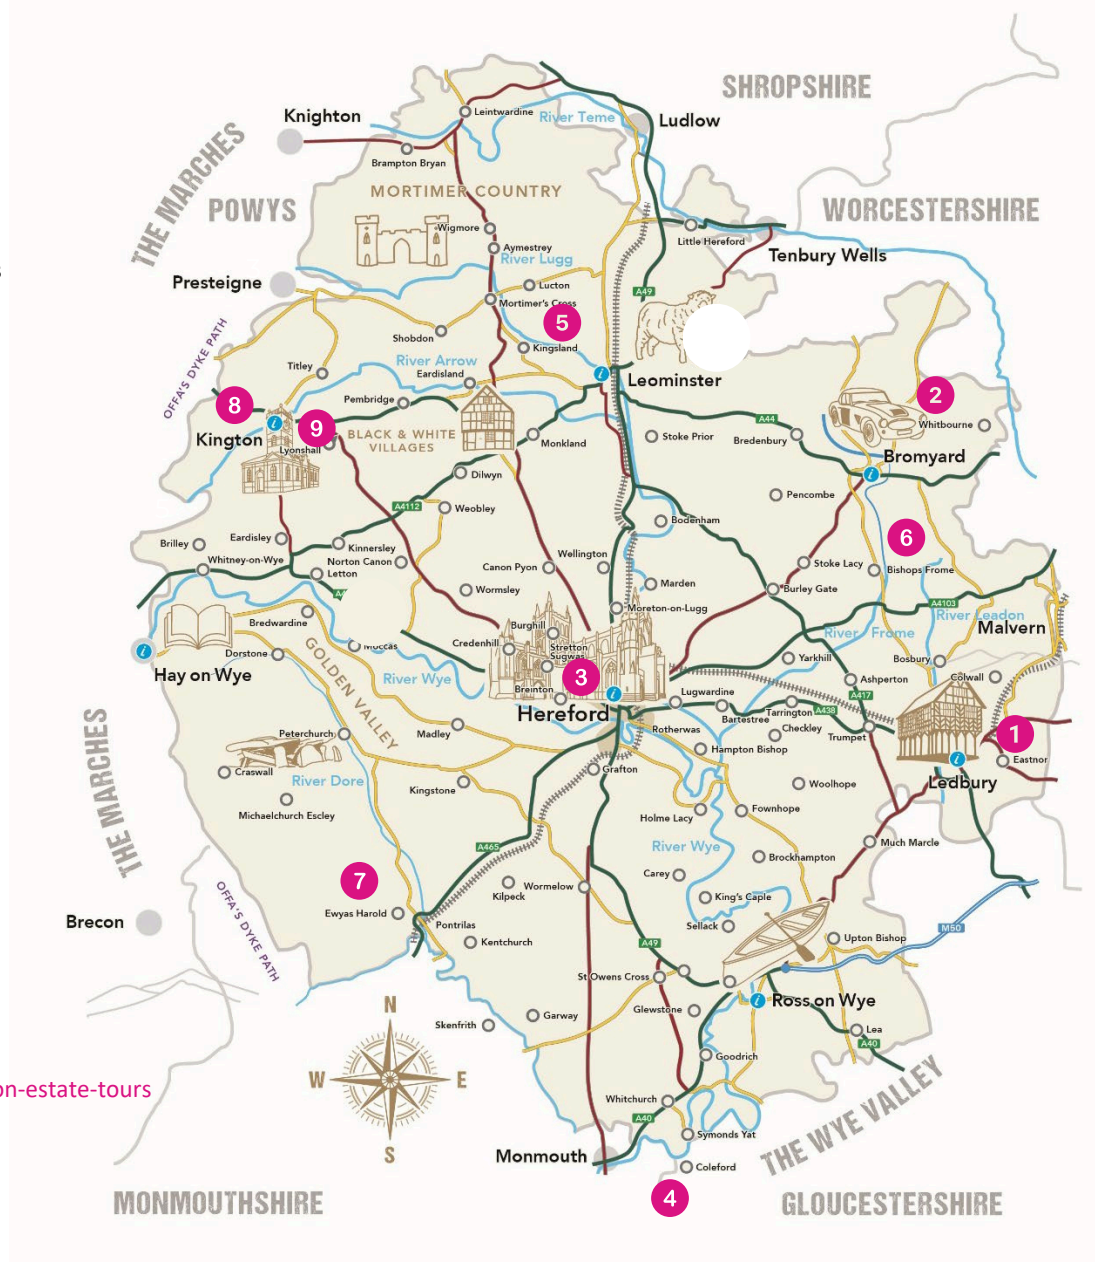 SHROPSHIRE
Knighton
Leintwardine
River Teme
Ludlow
Brampton Bryan
THE MARCHES
MORTIMER COUNTRY
POWYS
WORCESTERSHIRE
Wigmore
Little Hereford
Aymestrey
River Lugg
Tenbury Wells
s
Presteigne
Lucton
A49
Mortimer's Cross
5
Shobdon
Kingsland
OFFA'S DYKE PATH
River Arrow
Titley
Eardisland
Leominster
8
Pembridge
2
A44
9
Kington
BLACK & WHITE
VILLAGES
Lyonshall
Monkland
Stoke Prior
Bredenbury
Whitbourne
Bromyard
Dilwyn
Pencombe
A4112
Weobley
Bodenham
6
Brilley
Eardisley
Kinnersley
Wellington
Whitney-on-Wye
Norton Canon
Canon Pyon
Stoke Lacy
Bishops Frome
Letton
Marden
Burley Gate
A4
Wormsley
Moreton-on-Lugg
A4103
River Leadon
Bredwardine
Burghill
River Frome
Malvern
GOLDEN VALLEY
Moccas
Credenhill
Stretton
Sugwas
Dorstone
Yarkhill
Bosbury
Hay on Wye
River Wye
3
Ashperton
Colwall
Breinton
Lugwardine
A417
Hereford
Tarrington
A438
Bartestree
Peterchurch
Madley
Rotherwas
Checkley
Trumpet
1
Hampton Bishop
Eastnor
Craswall
River Dore
Grafton
Ledbury
THE MARCHES
Kingstone
Woolhope
Michaelchurch Escley
Holme Lacy
Fownhope
A465
River Wye
Much Marcle
Brockhampton
7
Carey
Kilpeck
Wormelow
King's Caple
Ewyas Harold
OFFA'S DYKE PATH
Brecon
Pontrilas
Sellack
M50
Kentchurch
A49
Upton Bishop
St Owens Cross
Ross on Wye
N
Glewstone
Garway
Skenfrith
Lea
A40
Goodrich
W
E
on-estate-tours
Whitchurch
A40
THE WYE VALLEY
Symonds Yat
S
Monmouth
Coleford
4
MONMOUTHSHIRE
GLOUCESTERSHIRE